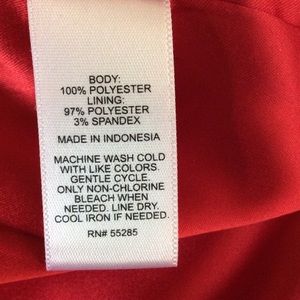 BODY:
100% POLYESTER
LINING:
97% POLYESTER
3% SPANDEX
MADE IN INDONESIA
MACHINE WASH COLD
WITH LIKE COLORS.
GENTLE CYCLE.
ONLY NON-CHLORINE
BLEACH WHEN
NEEDED. LINE DRY.
COOL IRON IF NEEDED.
RN# 55285